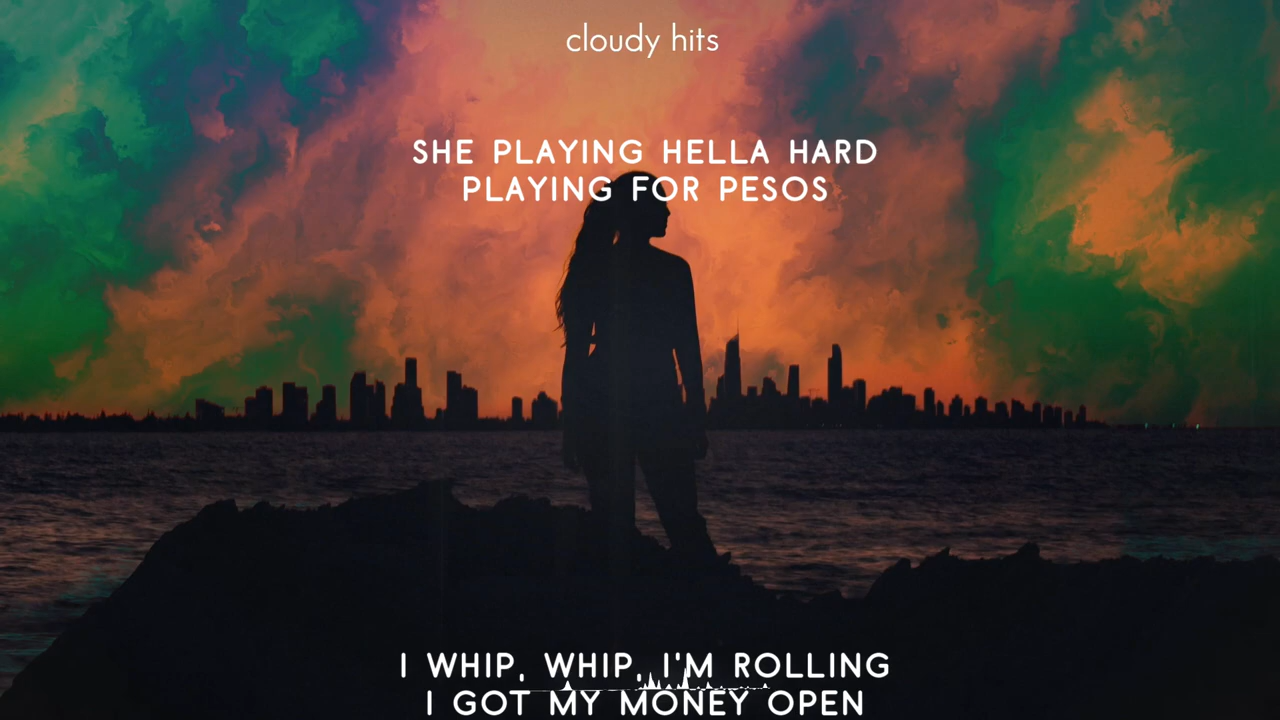 cloudy hits
SHE PLAYING HELLA HARD
PLAYING FOR PESOS
I WHIP, WHIP, I'M ROLLING
I GOT MY MONEY OPEN